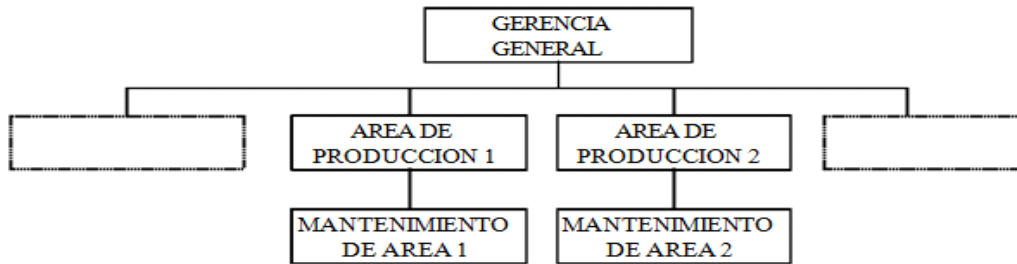 GERENCIA
GENERAL
AREA DE
PRODUCCION 1
AREA DE
PRODUCCION 2
MANTENIMIENTO
DE AREA 1
MANTENIMIENTO
DE AREA 2